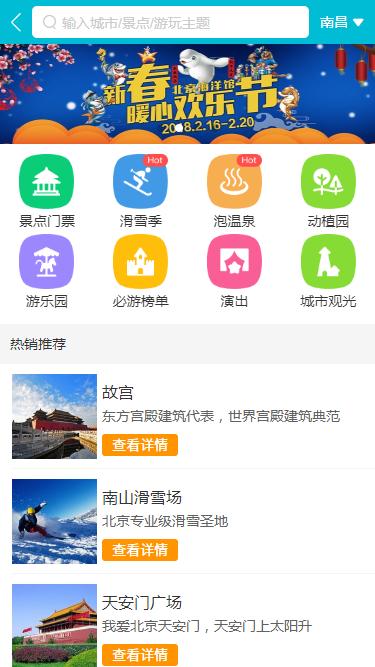 输入城市/景点/游玩主题
南昌
新春
北京海洋馆
暖心欢乐节
2018.2.16-2.20
景点门票
Hot
滑雪季
Hot
泡温泉
动植园
游乐园
必游榜单
演出
城市观光
热销推荐
故宫
东方宫殿建筑代表，世界宫殿建筑典范
查看详情
南山滑雪场
北京专业级滑雪圣地
查看详情
天安门广场
我爱北京天安门，天安门上太阳升
查看详情